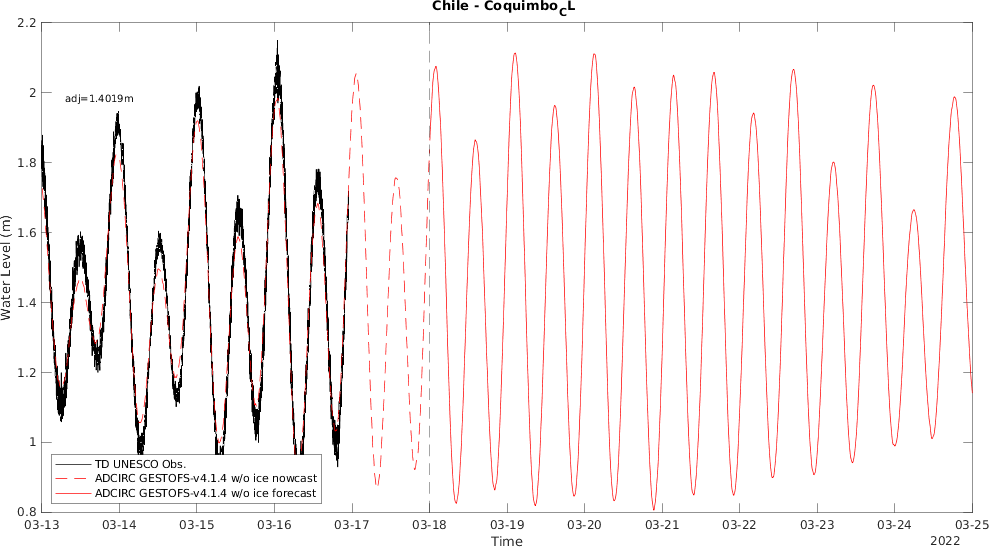 Chile - Coquimbo_CL
2.2
2
1.8
1.6
1.4
1.2
1
0.8
Water Level (m)
adj=1.4019m
TD UNESCO Obs.
ADCIRC GESTOFS-v4.1.4 w/o ice nowcast
ADCIRC GESTOFS-v4.1.4 w/o ice forecast
03-13 03-14 03-15 03-16 03-17 03-18 03-19 03-20 03-21 03-22 03-23 03-24 03-25
Time
2022